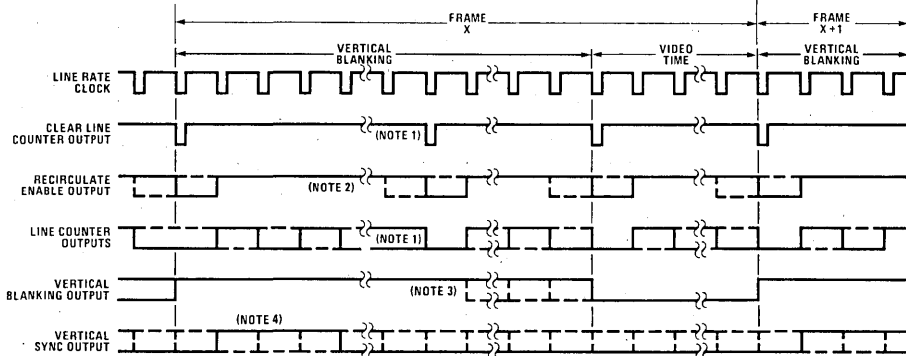 FRAME
X
FRAME
X+1
VERTICAL
BLANKING
VIDEO
TIME
VERTICAL
BLANKING
LINE RATE
CLOCK
CLEAR LINE
COUNTER OUTPUT
(NOTE 1)
RECIRCULATE
ENABLE OUTPUT
(NOTE 2)
LINE COUNTER
OUTPUTS
(NOTE 1)
VERTICAL
BLANKING OUTPUT
(NOTE 3)
(NOTE 4)
VERTICAL
SYNC OUTPUT